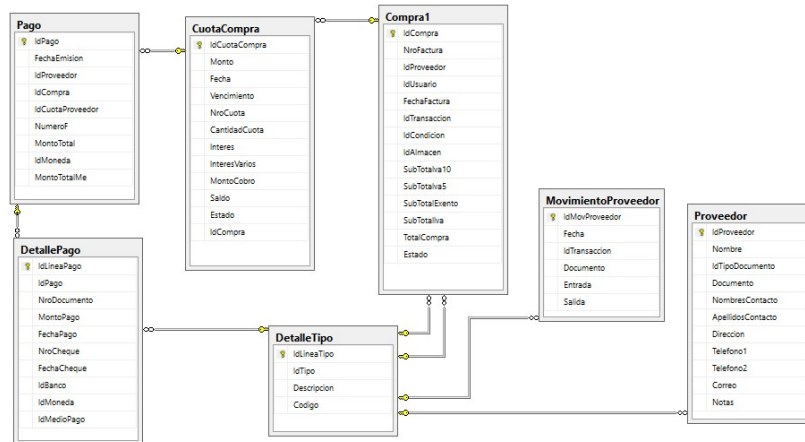 Pago
IdPago
FechaEmision
IdProveedor
IdCompra
IdCuotaProveedor
NumeroF
MontoTotal
IdMoneda
MontoTotalMe
CuotaCompra
IdCuotaCompra
Monto
Fecha
Vencimiento
NroCuota
CantidadCuota
Interes
InteresVarios
MontoCobro
Saldo
Estado
IdCompra
Compra1
IdCompra
NroFactura
IdProveedor
IdUsuario
FechaFactura
IdTransaccion
IdCondicion
IdAlmacen
SubTotalva10
SubTotalva5
SubTotalExento
SubTotalIva
TotalCompra
Estado
MovimientoProveedor
IdMovProveedor
Fecha
IdTransaccion
Documento
Entrada
Salida
Proveedor
IdProveedor
Nombre
IdTipoDocumento
Documento
NombresContacto
ApellidosContacto
Direccion
Telefono1
Telefono2
Correo
Notas
DetallePago
IdLineaPago
IdPago
NroDocumento
MontoPago
FechaPago
NroCheque
FechaCheque
IdBanco
IdMoneda
IdMedioPago
DetalleTipo
IdLineaTipo
IdTipo
Descripcion
Codigo